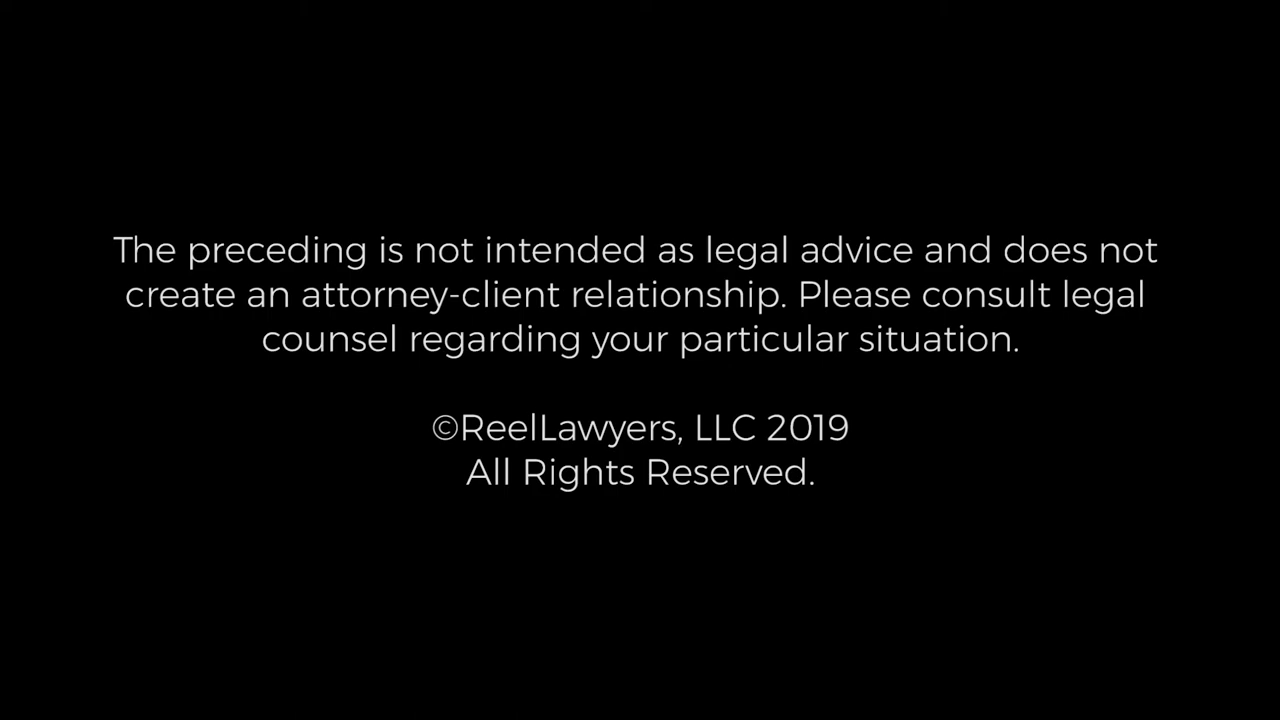 The preceding is not intended as legal advice and does not
create an attorney-client relationship. Please consult legal
counsel regarding your particular situation.
©ReelLawyers, LLC 2019
All Rights Reserved.